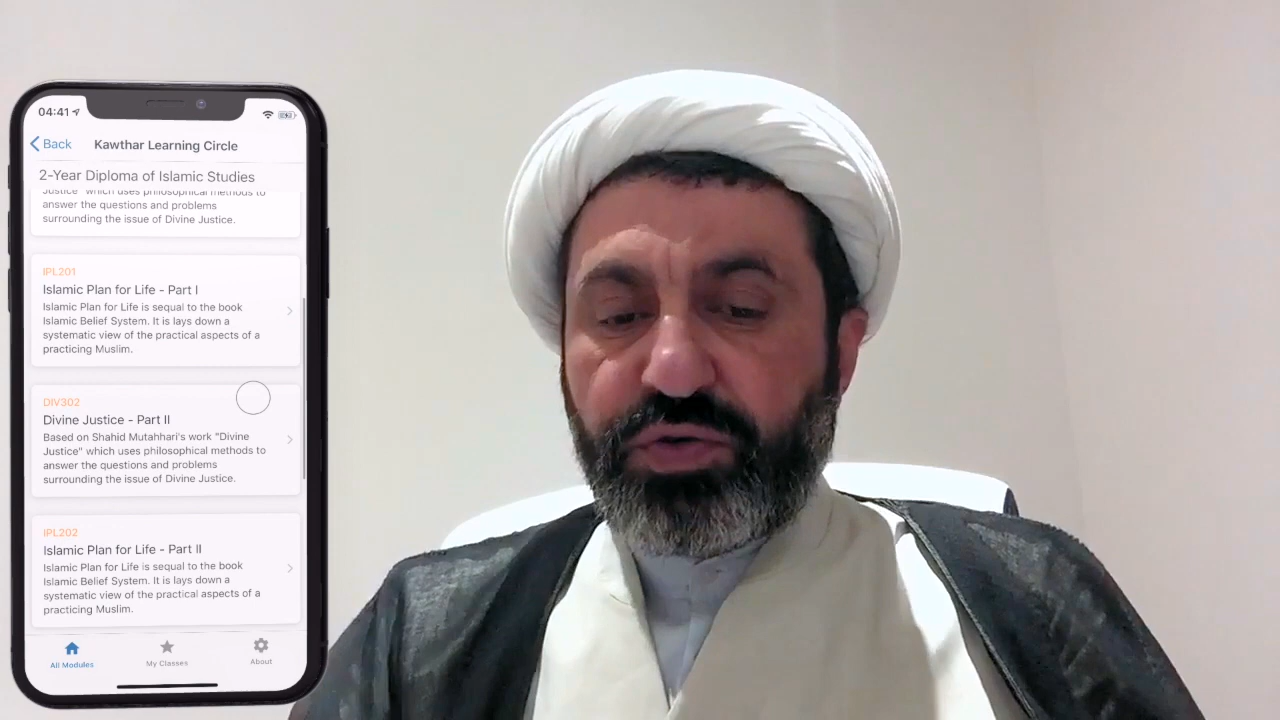 04:41
Back
Kawthar Learning Circle
2-Year Diploma of Islamic Studies
Justice" which uses philosophical methods to
answer the questions and problems
surrounding the issue of Divine Justice.
IPL201
Islamic Plan for Life - Part I
Islamic Plan for Life is sequal to the book
Islamic Belief System. It is lays down a
systematic view of the practical aspects of a
practicing Muslim.
DIV302
Divine Justice - Part II
Based on Shahid Mutahhari's work "Divine
Justice" which uses philosophical methods to
answer the questions and problems
surrounding the issue of Divine Justice.
IPL202
Islamic Plan for Life - Part II
Islamic Plan for Life is sequal to the book
Islamic Belief System. It is lays down a
systematic view of the practical aspects of a
practicing Muslim.
All Modules
My Classes
About